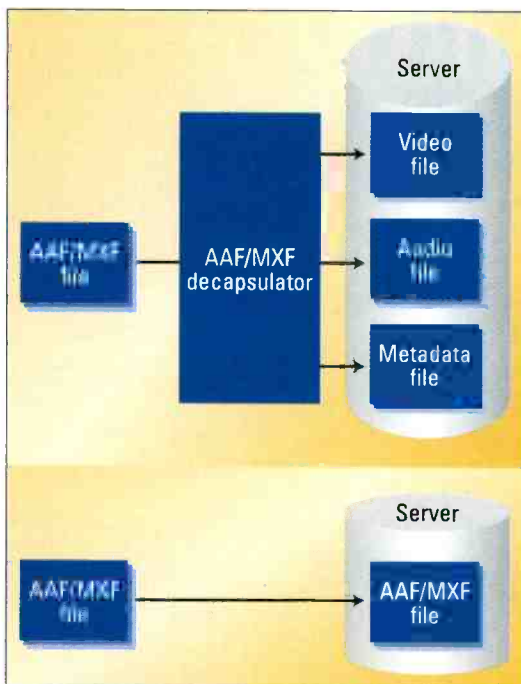 Server
Video
file
AAF/MXF
file
AAF/MXF
decapsulator
Audio
file
Metadata
file
Server
AAF/MXF
file
AAF/MXF
file